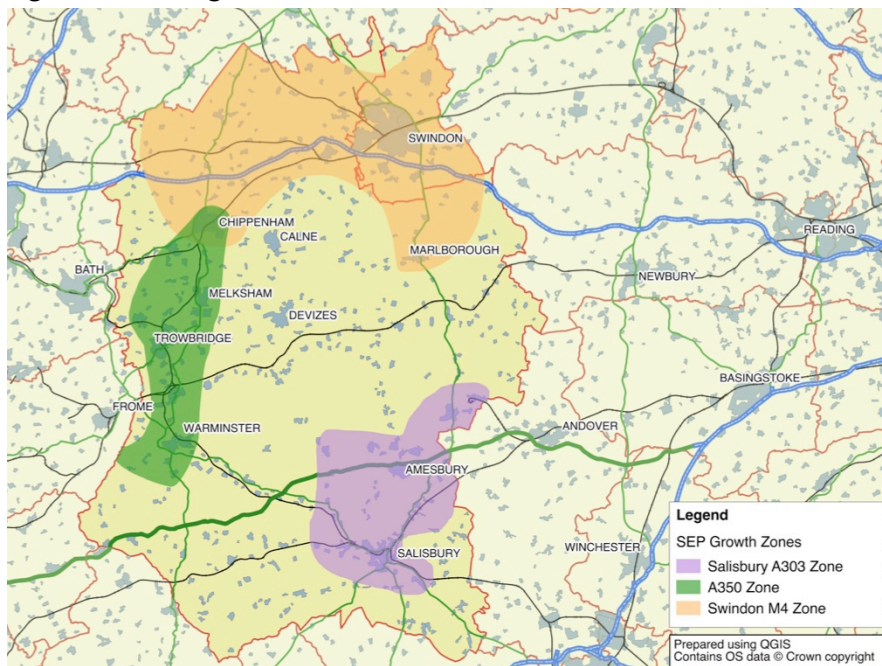 SWINDON
CHIPPENHAM
CALNE
MARLBOROUGH
READING
BATH
NEWBURY
MELKSHAM
DEVIZES
TROWBRIDGE
BASINGSTOKE
FROME
WARMINSTER
ANDOVER
AMESBURY
SALISBURY
WINCHESTER
Legend
SEP Growth Zones
Salisbury A303 Zone
A350 Zone
Swindon M4 Zone
Prepared using QGIS
Contains OS data © Crown copyright